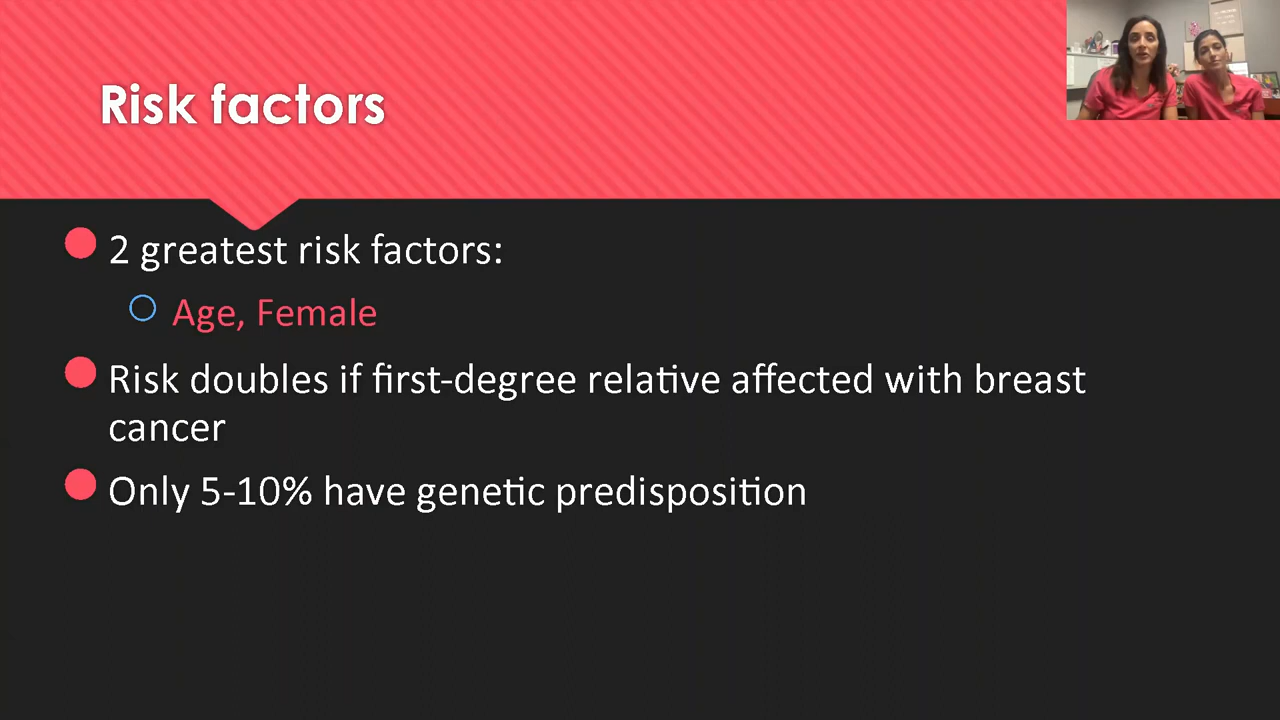 Risk factors
2 greatest risk factors:
Age, Female
Risk doubles if first-degree relative affected with breast
cancer
Only 5-10% have genetic predisposition